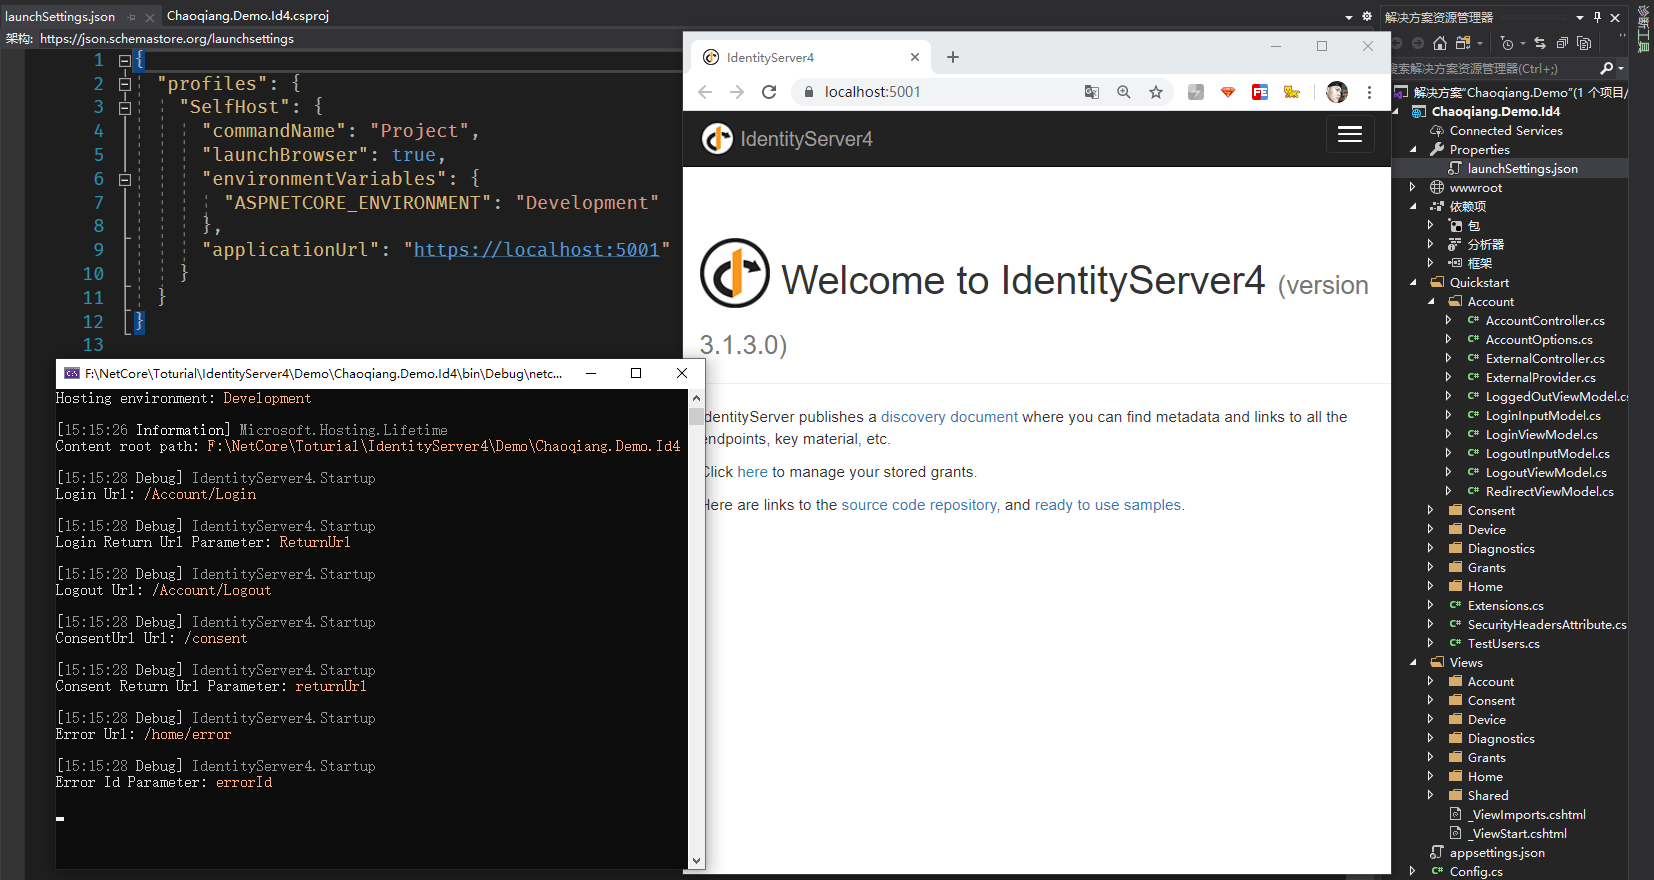 launchSettings.json
Chaoqiang.Demo.Id4.csproj
架构: https://json.schemastore.org/launchsettings
1 {
2 "profiles": {
3 "SelfHost": {
4 "commandName": "Project",
5 "launchBrowser": true,
6 "environmentVariables": {
7 "ASPNETCORE_ENVIRONMENT": "Development"
8 },
9 "applicationUrl": "https://localhost:5001"
10 }
11 }
12 }
13
F:\NetCore\Toturial\IdentityServer4\Demo\Chaoqiang.Demo.Id4\bin\Debug\netc...
Hosting environment: Development
[15:15:26 Information] Microsoft.Hosting.Lifetime
Content root path: F:\NetCore\Toturial\IdentityServer4\Demo\Chaoqiang.Demo.Id4
[15:15:28 Debug] IdentityServer4.Startup
Login Url: /Account/Login
[15:15:28 Debug] IdentityServer4.Startup
Login Return Url Parameter: ReturnUrl
[15:15:28 Debug] IdentityServer4.Startup
Logout Url: /Account/Logout
[15:15:28 Debug] IdentityServer4.Startup
ConsentUrl Url: /consent
[15:15:28 Debug] IdentityServer4.Startup
Consent Return Url Parameter: returnUrl
[15:15:28 Debug] IdentityServer4.Startup
Error Url: /home/error
[15:15:28 Debug] IdentityServer4.Startup
Error Id Parameter: errorId
IdentityServer4
localhost:5001
FE
IdentityServer4
Welcome to IdentityServer4 (version
3.1.3.0)
dentityServer publishes a discovery document where you can find metadata and links to all the
endpoints, key material, etc.
Click here to manage your stored grants.
Here are links to the source code repository, and ready to use samples.
解决方案资源管理器
搜索解决方案资源管理器(Ctrl+;)
解决方案"Chaoqiang.Demo"(1 个项目/
Chaoqiang.Demo.Id4
Connected Services
Properties
launchSettings.json
wwwroot
依赖项
包
分析器
框架
Quickstart
Account
C# AccountController.cs
C# AccountOptions.cs
C# ExternalController.cs
C# ExternalProvider.cs
C# LoggedOutViewModel.cs
C# LoginInputModel.cs
C# LoginViewModel.cs
C# LogoutInputModel.cs
C# LogoutViewModel.cs
C# RedirectViewModel.cs
Consent
Device
Diagnostics
Grants
Home
C# Extensions.cs
C# SecurityHeadersAttribute.cs
C# TestUsers.cs
Views
Account
Consent
Device
Diagnostics
Grants
Home
Shared
_ViewImports.cshtml
_ViewStart.cshtml
appsettings.json
C# Config.cs
诊断工具